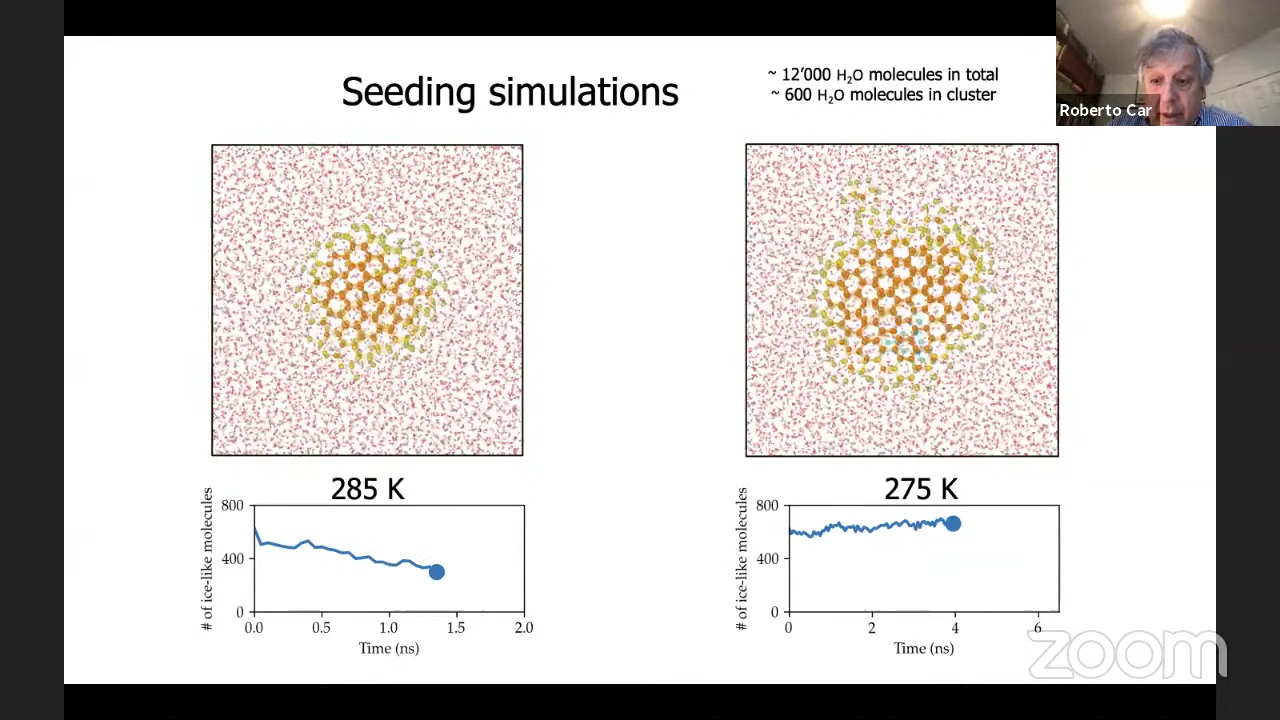 Seeding simulations
~ 12'000 H₂O molecules in total
~ 600 H₂O molecules in cluster
Roberto Car
285 K
# of ice-like molecules
800
400
0
0.0 0.5 1.0 1.5 2.0
Time (ns)
275 K
# of ice-like molecules
800
400
0
0 2 4 6
Time (ns)
zoom